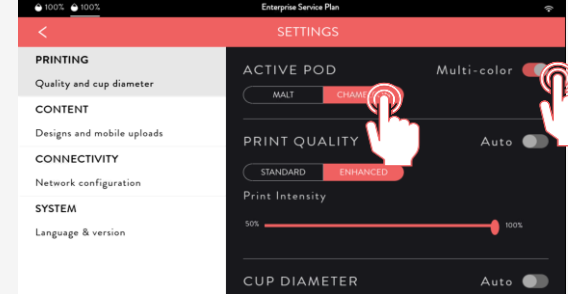 100% 100% Enterprise Service Plan
SETTINGS
PRINTING
Quality and cup diameter
CONTENT
Designs and mobile uploads
CONNECTIVITY
Network configuration
SYSTEM
Language & version
ACTIVE POD Multi-color
MALT
PRINT QUALITY Auto
STANDARD ENHANCED
Print Intensity
50% 100%
CUP DIAMETER Auto